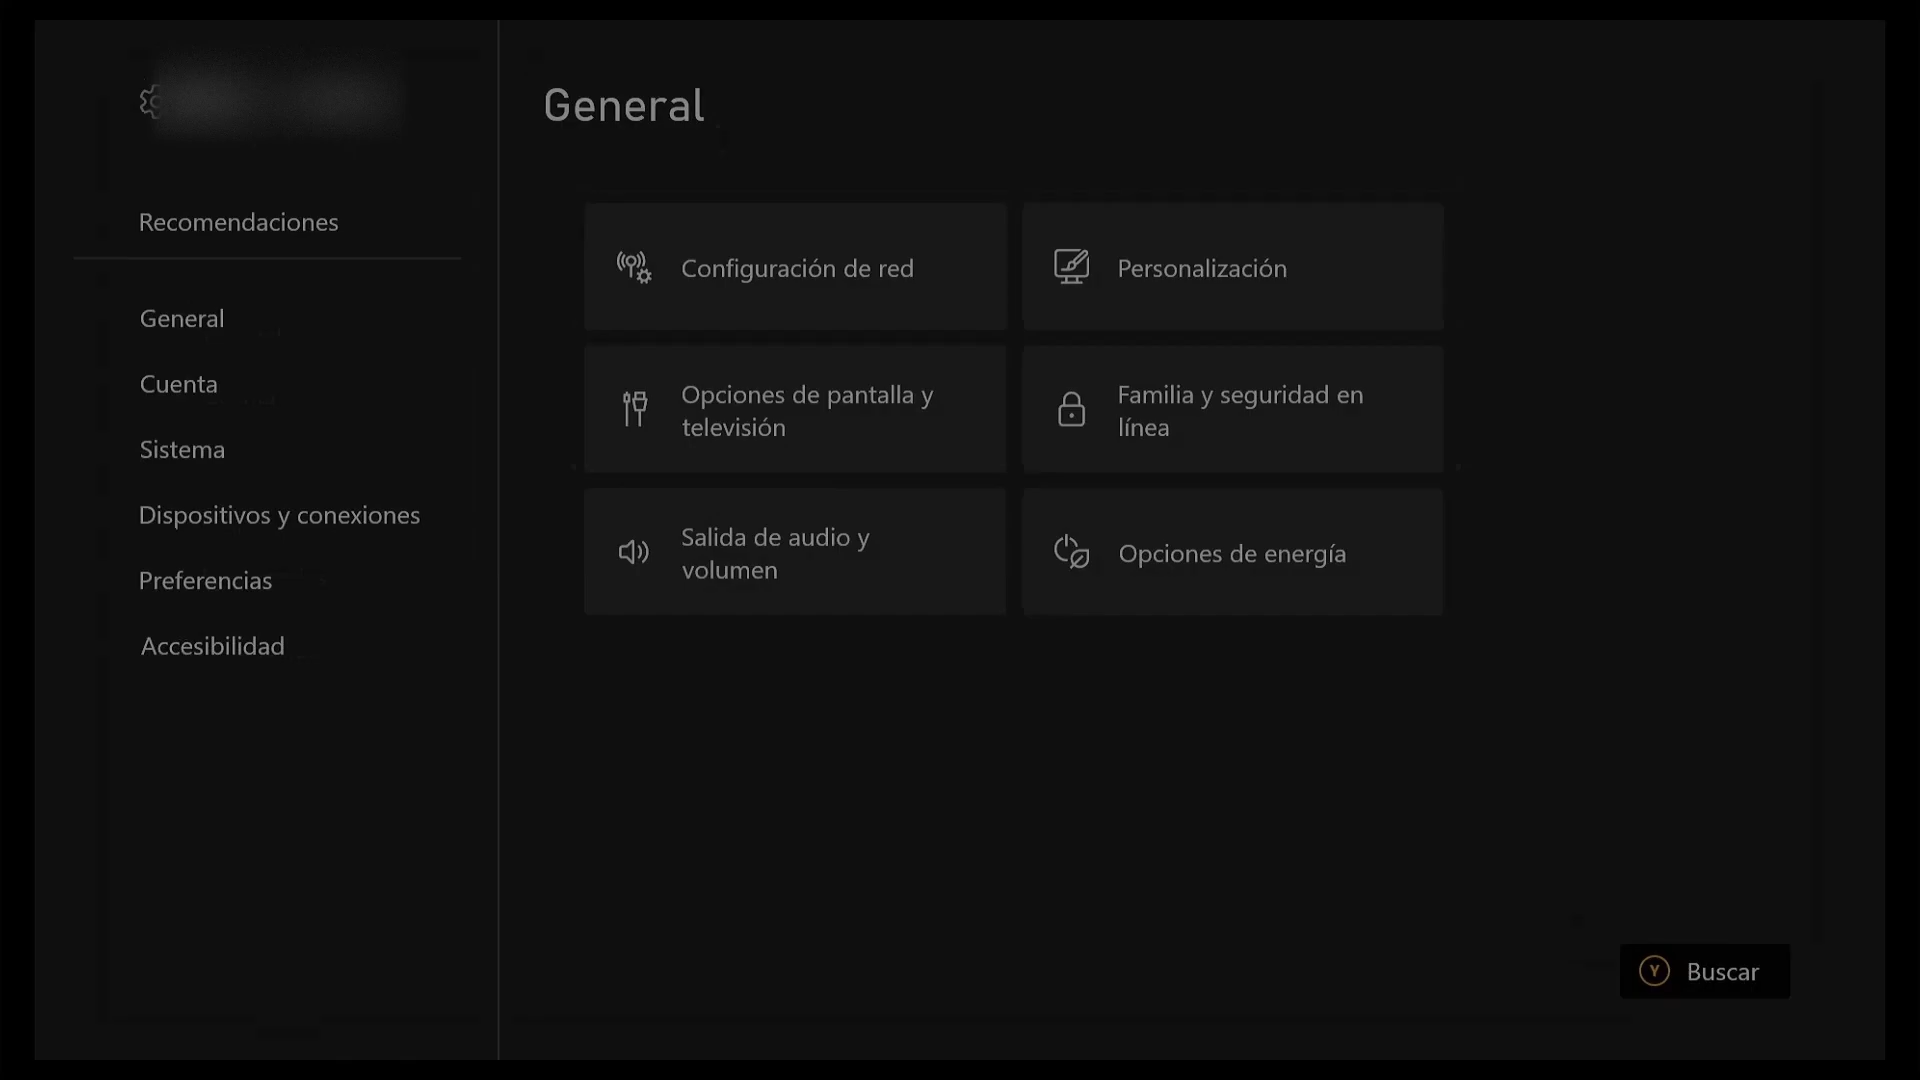 Recomendaciones
General
Cuenta
Sistema
Dispositivos y conexiones
Preferencias
Accesibilidad
General
Configuración de red
Personalización
Opciones de pantalla y
televisión
Familia y seguridad en
línea
Salida de audio y
volumen
Opciones de energía
Y Buscar